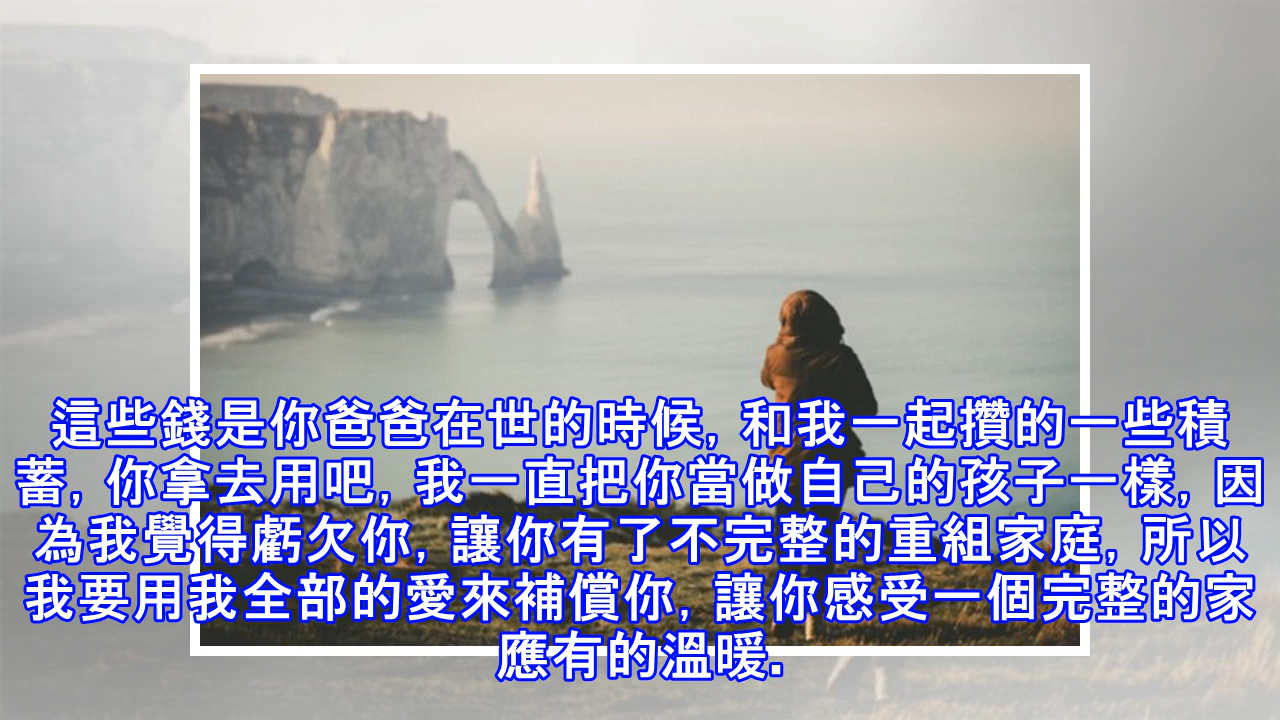 這些錢是你爸爸在世的時候, 和我一起攢的一些積
蓄, 你拿去用吧, 我一直把你當做自己的孩子一樣, 因
為我覺得虧欠你, 讓你有了不完整的重組家庭, 所以
我要用我全部的愛來補償你, 讓你感受一個完整的家
應有的溫暖.